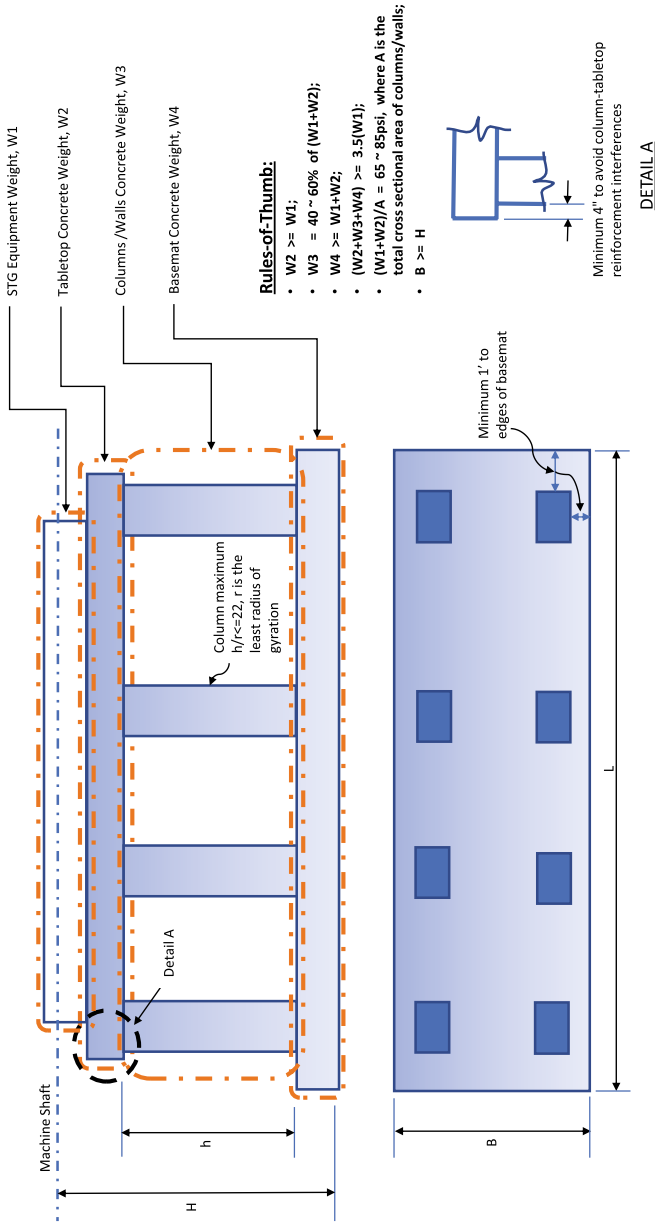 STG Equipment Weight, W1
Tabletop Concrete Weight, W2
Columns /Walls Concrete Weight, W3
Basemat Concrete Weight, W4
Machine Shaft
Detail A
Column maximum
h/r<=22, r is the
least radius of
gyration
H
h
Rules-of-Thumb:
• W2 >= W1;
• W3 = 40 ~ 60% of (W1+W2);
• W4 >= W1+W2;
• (W2+W3+W4) >= 3.5(W1);
• (W1+W2)/A = 65 ~ 85psi, where A is the
total cross sectional area of columns/walls;
• B >= H
Minimum 1' to
edges of basemat
B
L
Minimum 4" to avoid column-tabletop
reinforcement interferences
DETAIL A